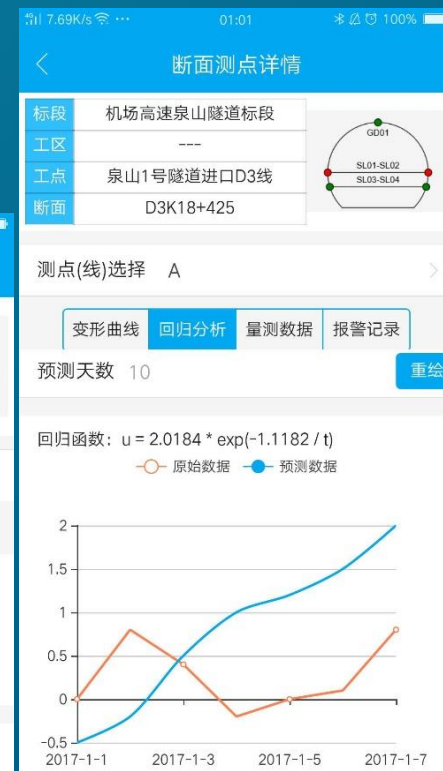 7.69K/s ··· 01:01 100%
断面测点详情
标段 机场高速泉山隧道标段
工区 ---
工点 泉山1号隧道进口D3线
断面 D3K18+425
GD01
SL01-SL02
SL03-SL04
测点(线)选择 A
变形曲线 回归分析 量测数据 报警记录
预测天数 10 重绘
回归函数: u = 2.0184 * exp(-1.1182 / t)
原始数据 预测数据
2
1.5
1
0.5
0
-0.5
2017-1-1 2017-1-3 2017-1-5 2017-1-7